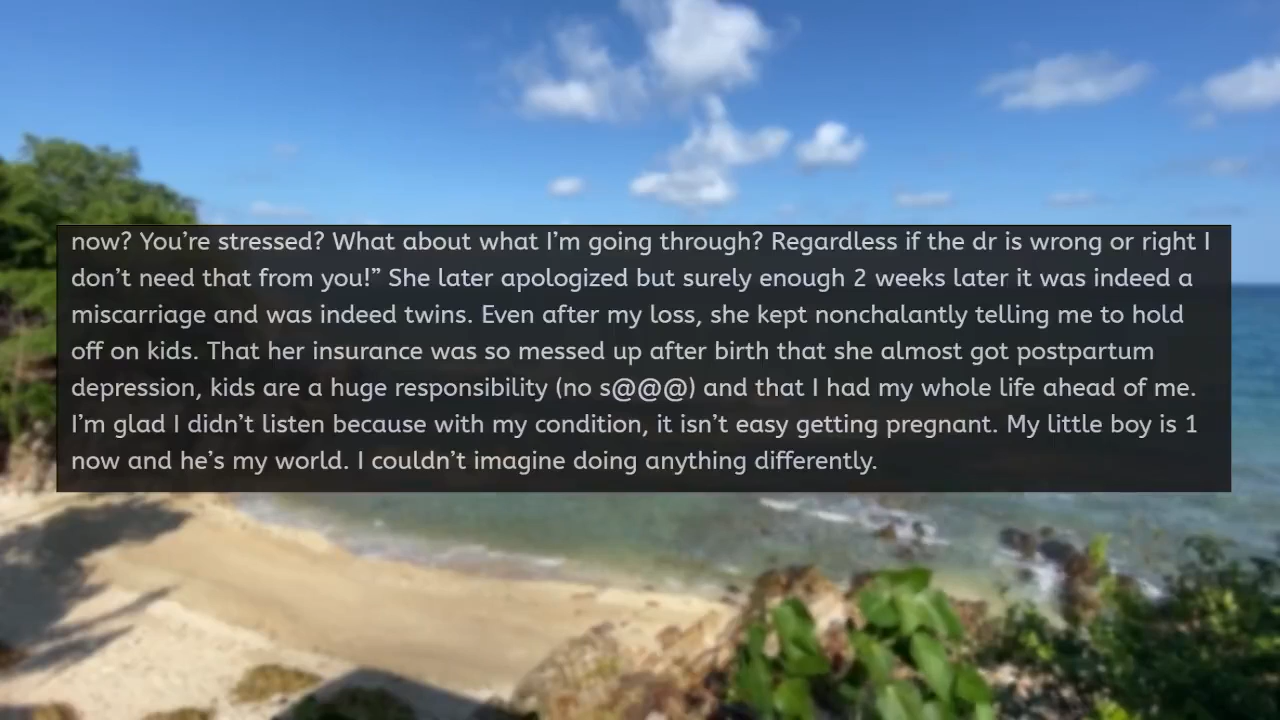 now? You’re stressed? What about what I’m going through? Regardless if the dr is wrong or right I
don’t need that from you!” She later apologized but surely enough 2 weeks later it was indeed a
miscarriage and was indeed twins. Even after my loss, she kept nonchalantly telling me to hold
off on kids. That her insurance was so messed up after birth that she almost got postpartum
depression, kids are a huge responsibility (no s@@@) and that I had my whole life ahead of me.
I’m glad I didn’t listen because with my condition, it isn’t easy getting pregnant. My little boy is 1
now and he’s my world. I couldn’t imagine doing anything differently.